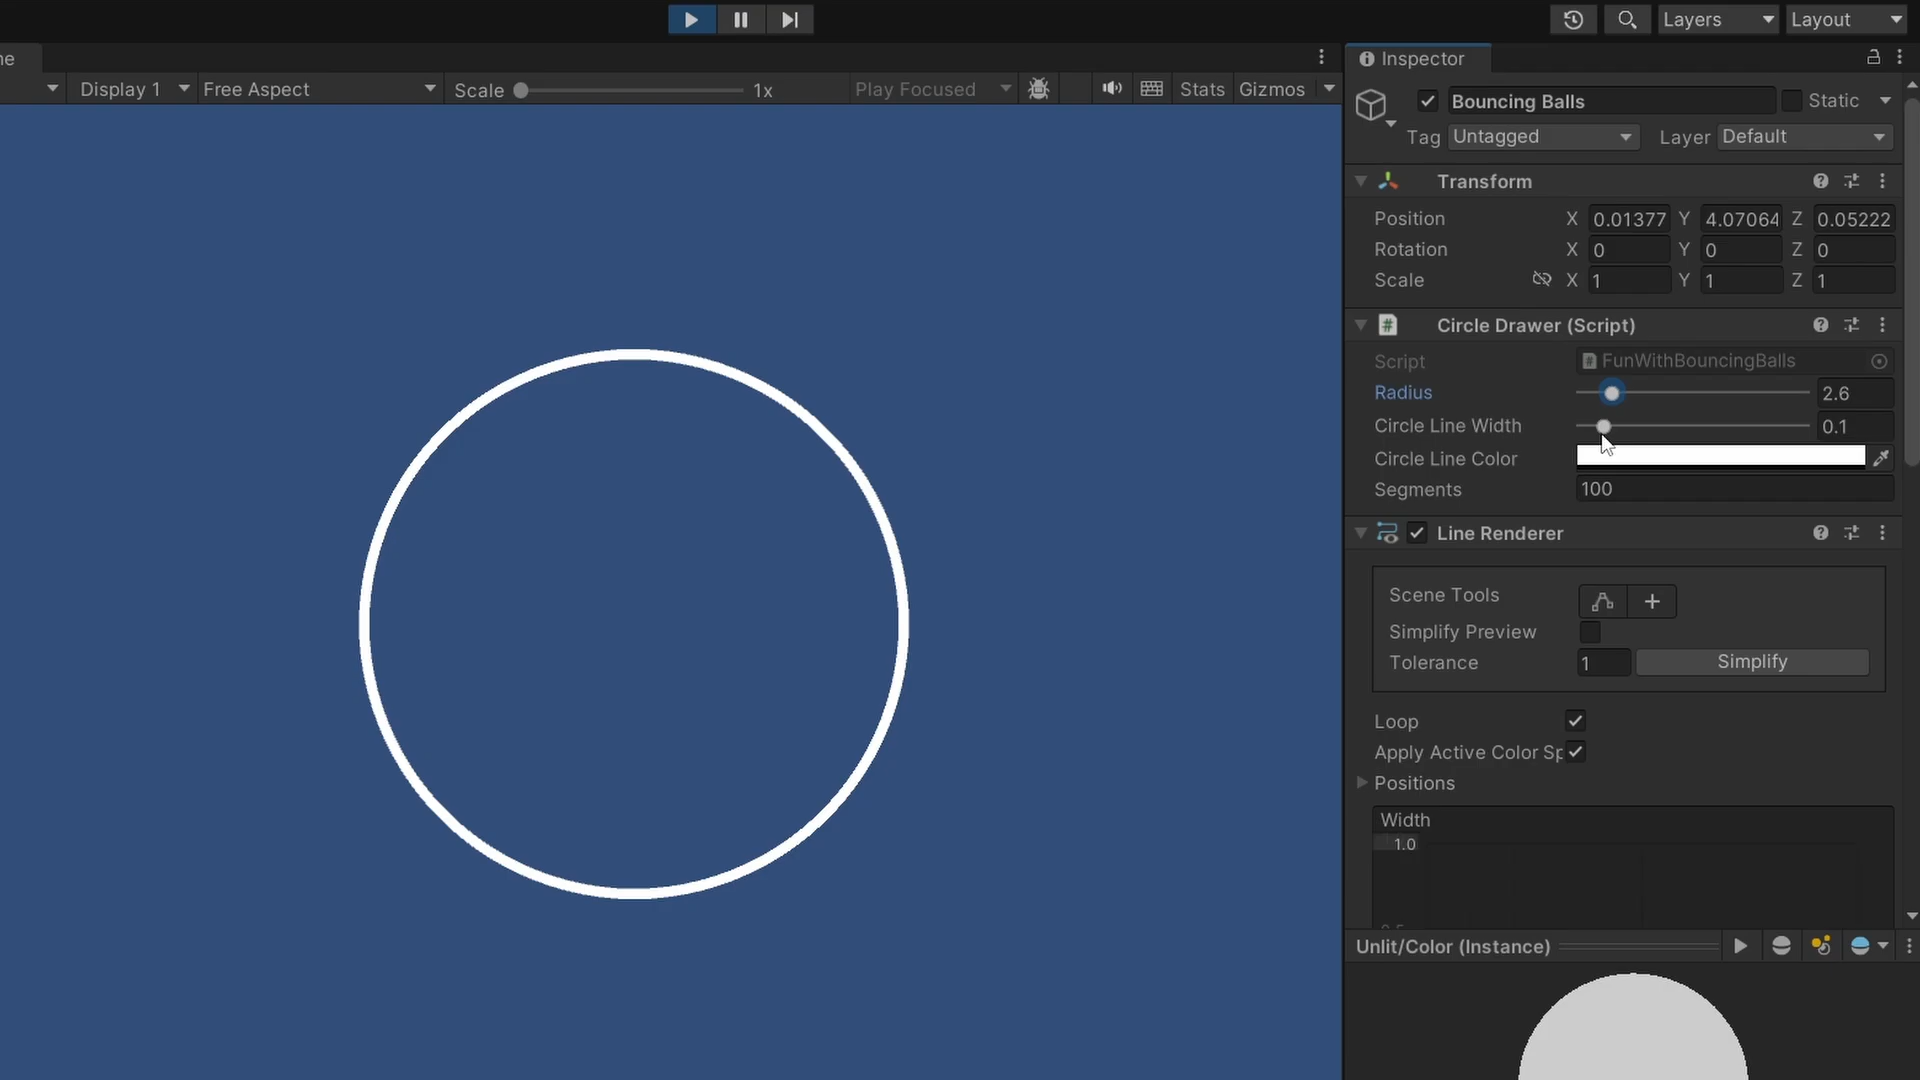 Layers Layout
ne Inspector
Display 1 Free Aspect Scale 1x Play Focused Stats Gizmos
Bouncing Balls Static
Tag Untagged Layer Default
Transform
Position X 0.01377 Y 4.07064 Z 0.05222
Rotation X 0 Y 0 Z 0
Scale X 1 Y 1 Z 1
# Circle Drawer (Script)
Script # FunWithBouncingBalls
Radius 2.6
Circle Line Width 0.1
Circle Line Color
Segments 100
Line Renderer
Scene Tools
Simplify Preview
Tolerance 1 Simplify
Loop
Apply Active Color Sp
Positions
Width
1.0
Unlit/Color (Instance)